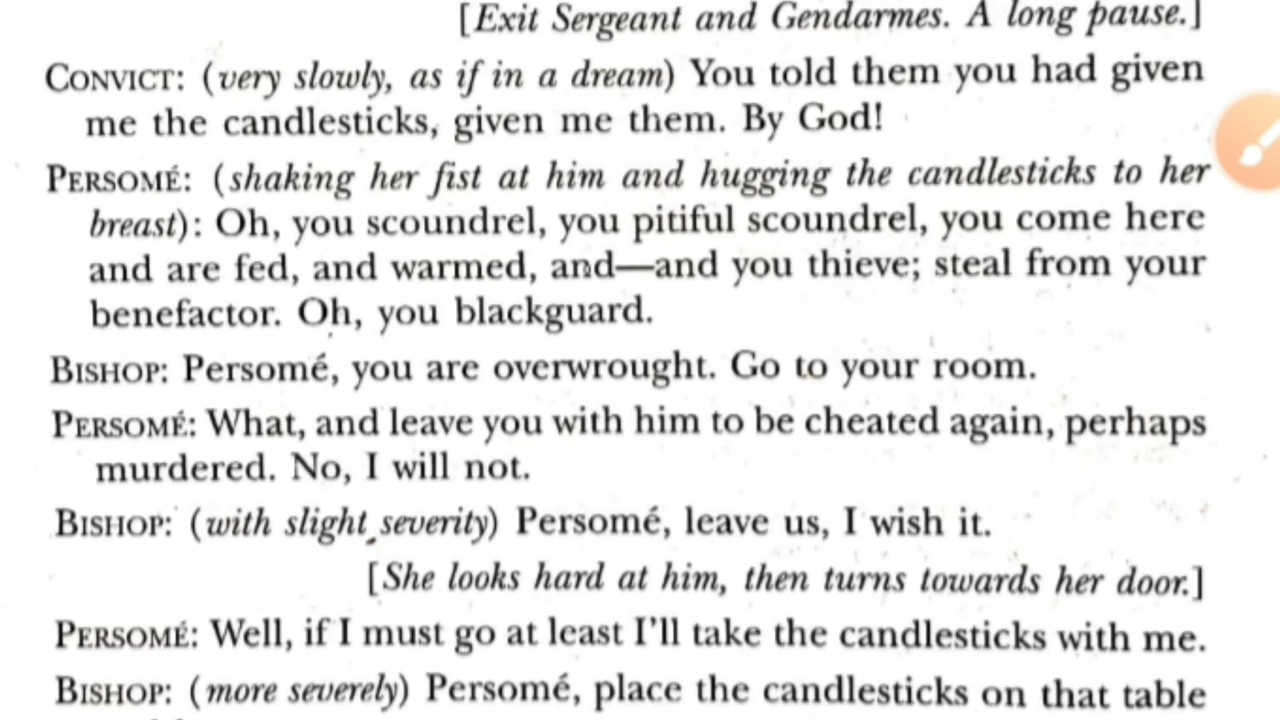 [Exit Sergeant and Gendarmes. A long pause.]
CONVICT: (very slowly, as if in a dream) You told them you had given
me the candlesticks, given me them. By God!
PERSOMÉ: (shaking her fist at him and hugging the candlesticks to her
breast): Oh, you scoundrel, you pitiful scoundrel, you come here
and are fed, and warmed, and—and you thieve; steal from your
benefactor. Oh, you blackguard.
BISHOP: Persomé, you are overwrought. Go to your room.
PERSOMÉ: What, and leave you with him to be cheated again, perhaps
murdered. No, I will not.
BISHOP: (with slight severity) Persomé, leave us, I wish it.
[She looks hard at him, then turns towards her door.]
PERSOMÉ: Well, if I must go at least I'll take the candlesticks with me.
BISHOP: (more severely) Persomé, place the candlesticks on that table